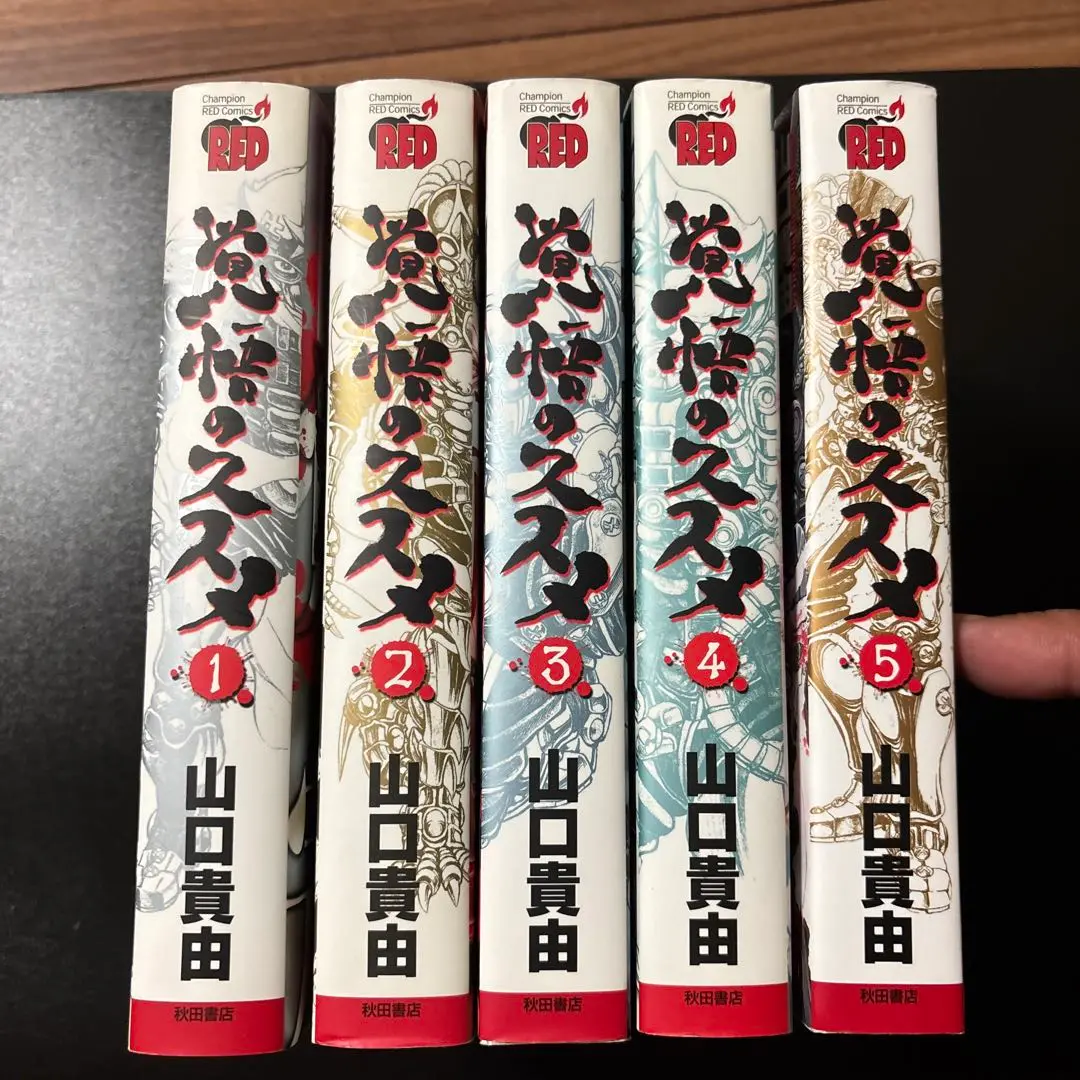 Champion
RED Comics
RED
覚悟のススメ
1
山口貴由
秋田書店
Champion
RED Comics
RED
覚悟のススメ
2
山口貴由
秋田書店
Champion
RED Comics
RED
覚悟のススメ
3
山口貴由
秋田書店
Champion
RED Comics
RED
覚悟のススメ
4
山口貴由
秋田書店
Champion
RED Comics
RED
覚悟のススメ
5
山口貴由
秋田書店